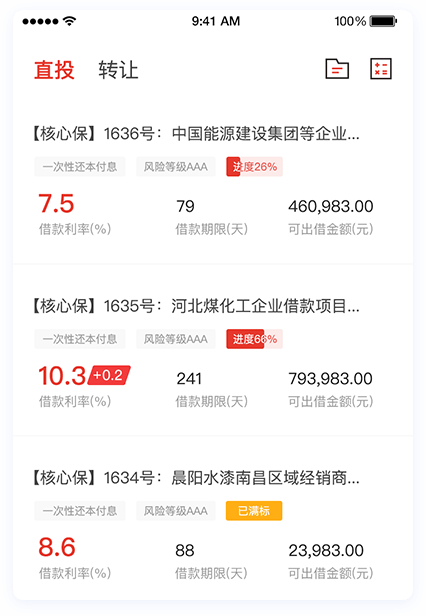 9:41 AM 100%
直投 转让
【核心保】1636号：中国能源建设集团等企业...
一次性还本付息 风险等级AAA 进度26%
7.5 79 460,983.00
借款利率(%) 借款期限(天) 可出借金额(元)
【核心保】1635号：河北煤化工企业借款项目...
一次性还本付息 风险等级AAA 进度66%
10.3 +0.2 241 793,983.00
借款利率(%) 借款期限(天) 可出借金额(元)
【核心保】1634号：晨阳水漆南昌区域经销商...
一次性还本付息 风险等级AAA 已满标
8.6 88 23,983.00
借款利率(%) 借款期限(天) 可出借金额(元)